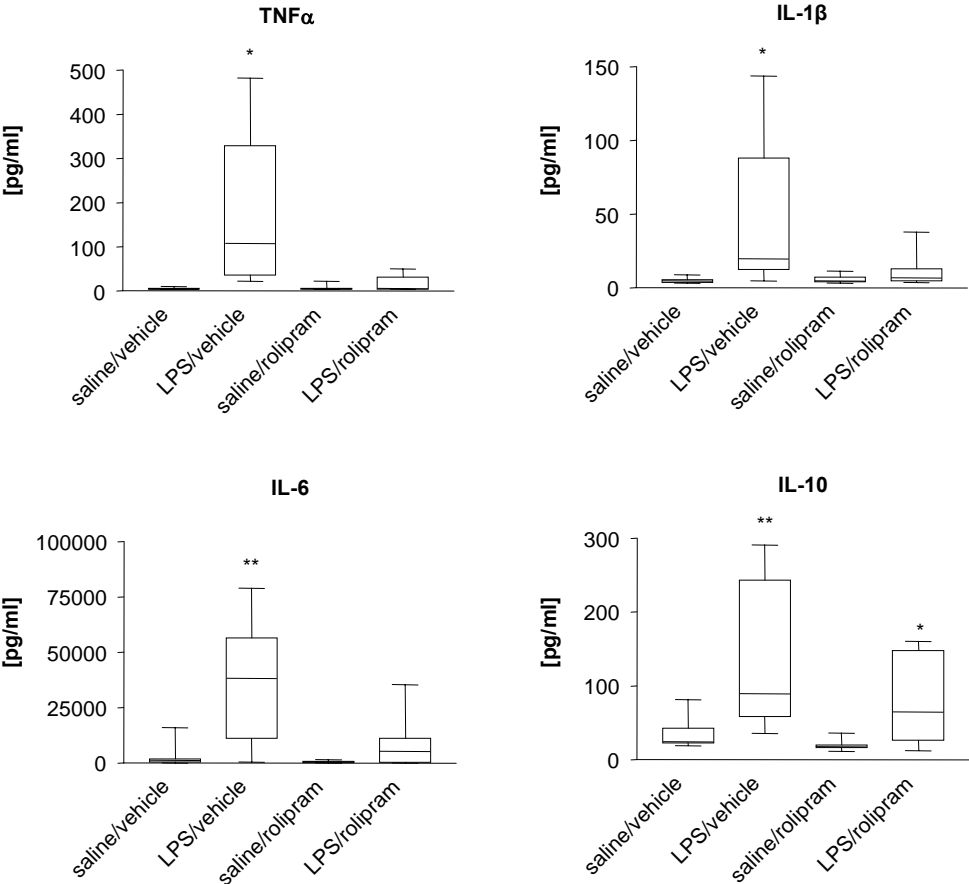 TNFα
*
500
400
300
200
100
0
[pg/ml]
saline/vehicle
LPS/vehicle
saline/rolipram
LPS/rolipram
IL-1β
*
150
100
50
0
[pg/ml]
saline/vehicle
LPS/vehicle
saline/rolipram
LPS/rolipram
IL-6
**
100000
75000
50000
25000
0
[pg/ml]
saline/vehicle
LPS/vehicle
saline/rolipram
LPS/rolipram
IL-10
**
*
300
200
100
0
[pg/ml]
saline/vehicle
LPS/vehicle
saline/rolipram
LPS/rolipram